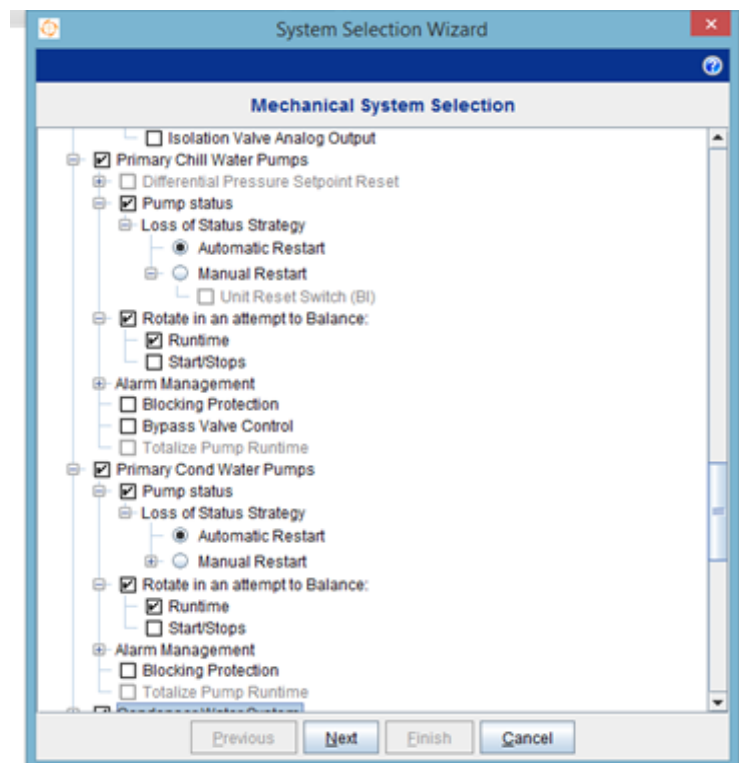 System Selection Wizard
Mechanical System Selection
Isolation Valve Analog Output
Primary Chill Water Pumps
Differential Pressure Setpoint Reset
Pump status
Loss of Status Strategy
Automatic Restart
Manual Restart
Unit Reset Switch (BI)
Rotate in an attempt to Balance:
Runtime
Start/Stops
Alarm Management
Blocking Protection
Bypass Valve Control
Totalize Pump Runtime
Primary Cond Water Pumps
Pump status
Loss of Status Strategy
Automatic Restart
Manual Restart
Rotate in an attempt to Balance:
Runtime
Start/Stops
Alarm Management
Blocking Protection
Totalize Pump Runtime
Condenser Water System
Previous Next Finish Cancel